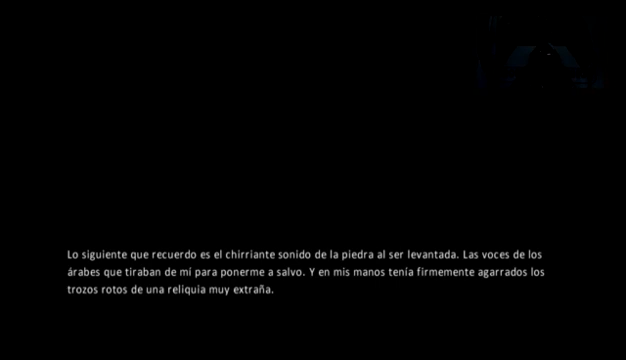 Lo siguiente que recuerdo es el chirriante sonido de la piedra al ser levantada. Las voces de los
árabes que tiraban de mí para ponerme a salvo. Y en mis manos tenía firmemente agarrados los
trozos rotos de una reliquia muy extraña.